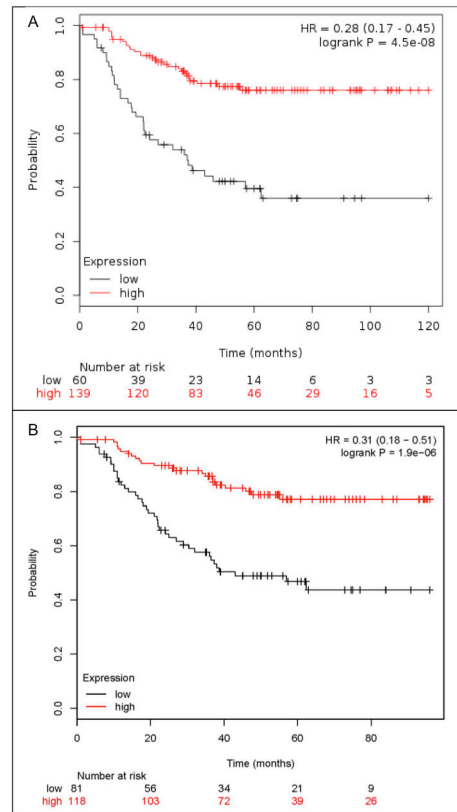 A
HR = 0.28 (0.17 - 0.45)
logrank P = 4.5e-08
Probability
1.0
0.8
0.6
0.4
0.2
0.0
Expression
low
high
0 20 40 60 80 100 120
Time (months)
Number at risk
low 60 39 23 14 6 3 3
high 139 120 83 46 29 16 5
B
HR = 0.31 (0.18 − 0.51)
logrank P = 1.9e−06
Probability
1.0
0.8
0.6
0.4
0.2
0.0
Expression
low
high
0 20 40 60 80
Time (months)
Number at risk
low 81 56 34 21 9
high 118 103 72 39 26